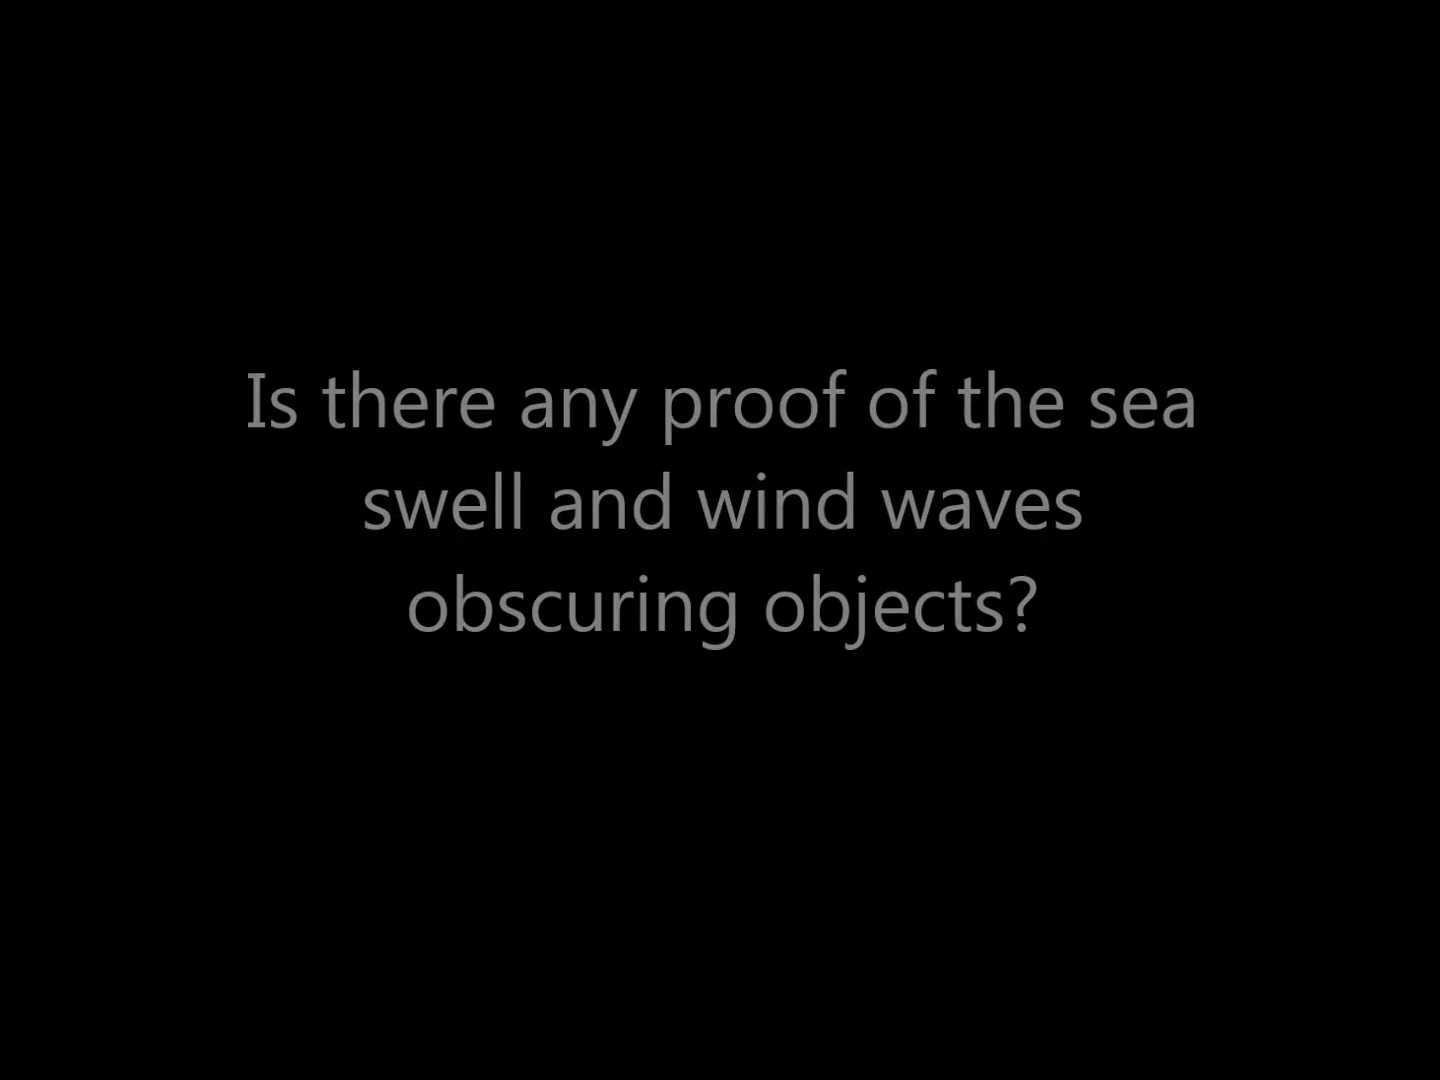 Is there any proof of the sea
swell and wind waves
obscuring objects?